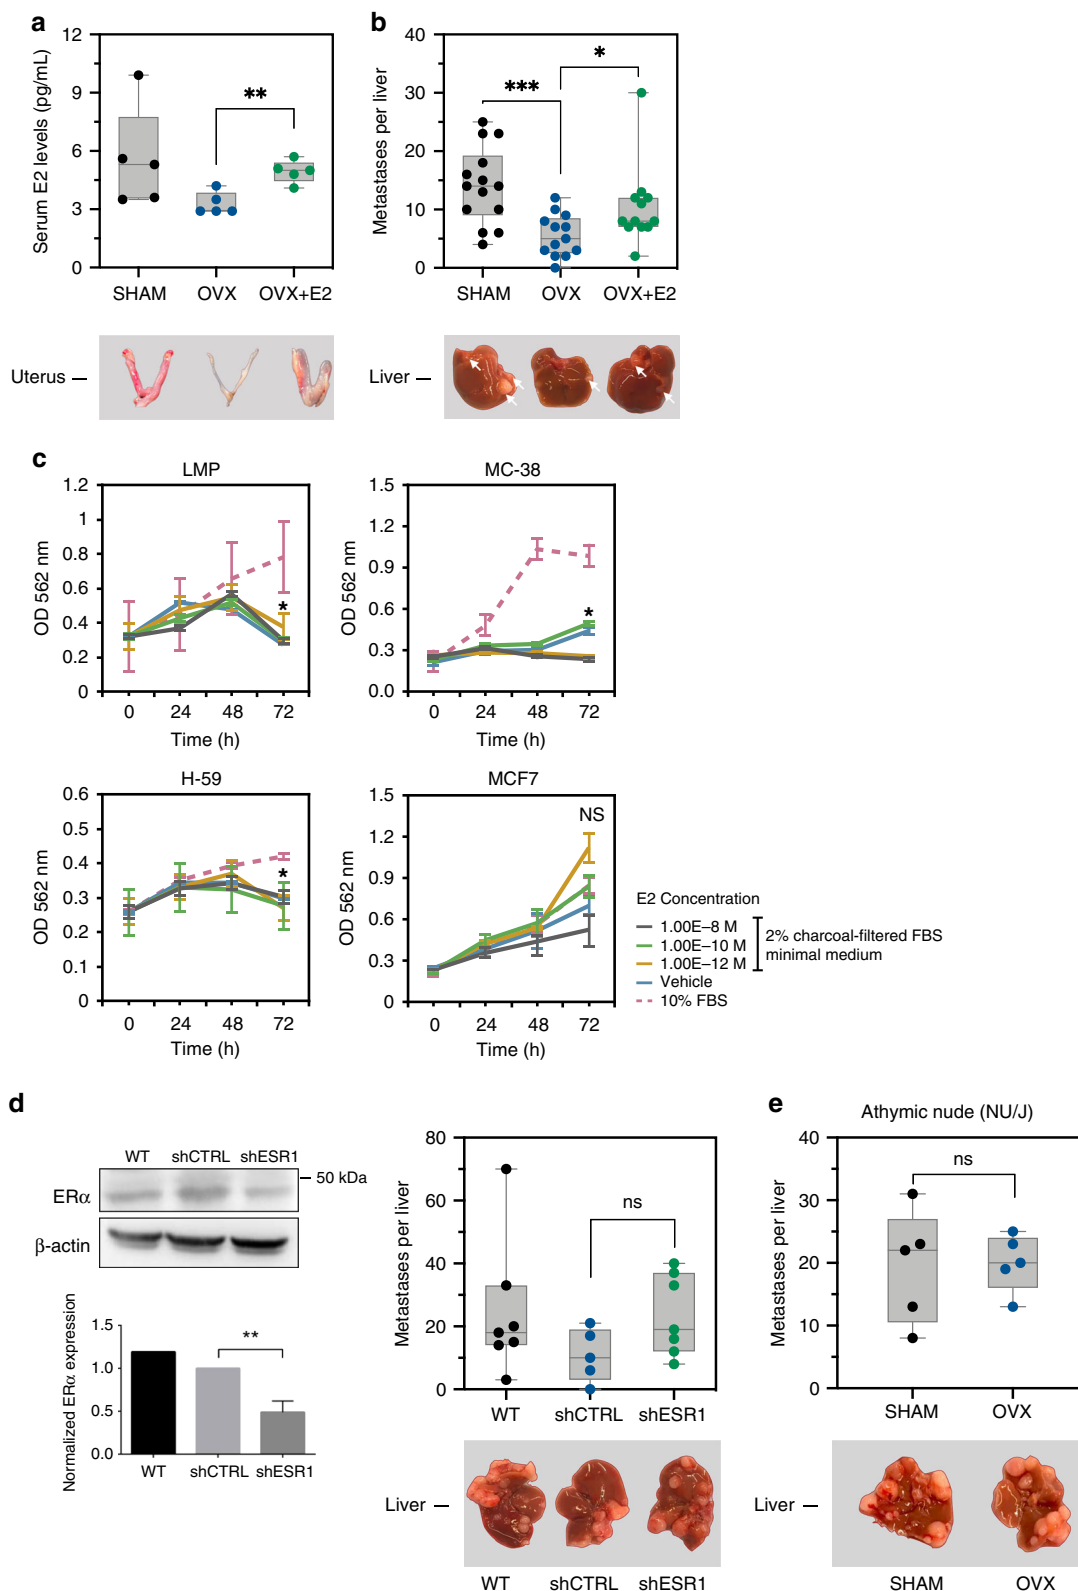 a
Serum E2 levels (pg/mL)
12
9
6
3
0
**
SHAM
OVX
OVX+E2
Uterus
b
Metastases per liver
40
30
20
10
0
***
*
SHAM
OVX
OVX+E2
Liver
c
LMP
OD 562 nm
1.2
1
0.8
0.6
0.4
0.2
0
*
0 24 48 72
Time (h)
MC-38
OD 562 nm
1.5
1.2
0.9
0.6
0.3
0.0
*
0 24 48 72
Time (h)
H-59
OD 562 nm
0.6
0.5
0.4
0.3
0.2
0.1
0
*
0 24 48 72
Time (h)
MCF7
OD 562 nm
1.5
1.2
0.9
0.6
0.3
0
NS
0 24 48 72
Time (h)
E2 Concentration
1.00E–8 M
1.00E–10 M
1.00E–12 M
Vehicle
10% FBS
2% charcoal-filtered FBS
minimal medium
d
WT shCTRL shESR1
50 kDa
ERα
β-actin
Normalized ERα expression
1.5
1.0
0.5
0.0
**
WT shCTRL shESR1
Metastases per liver
80
60
40
20
0
ns
WT shCTRL shESR1
Liver
WT shCTRL shESR1
e
Athymic nude (NU/J)
Metastases per liver
40
30
20
10
0
ns
SHAM OVX
Liver
SHAM OVX